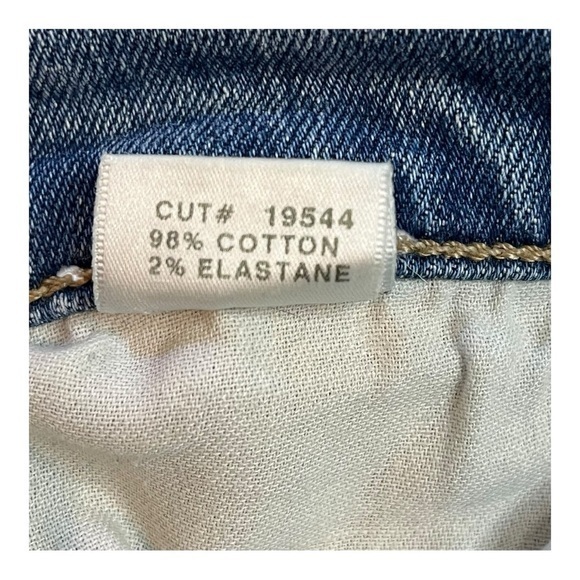 CUT# 19544
98% COTTON
2% ELASTANE